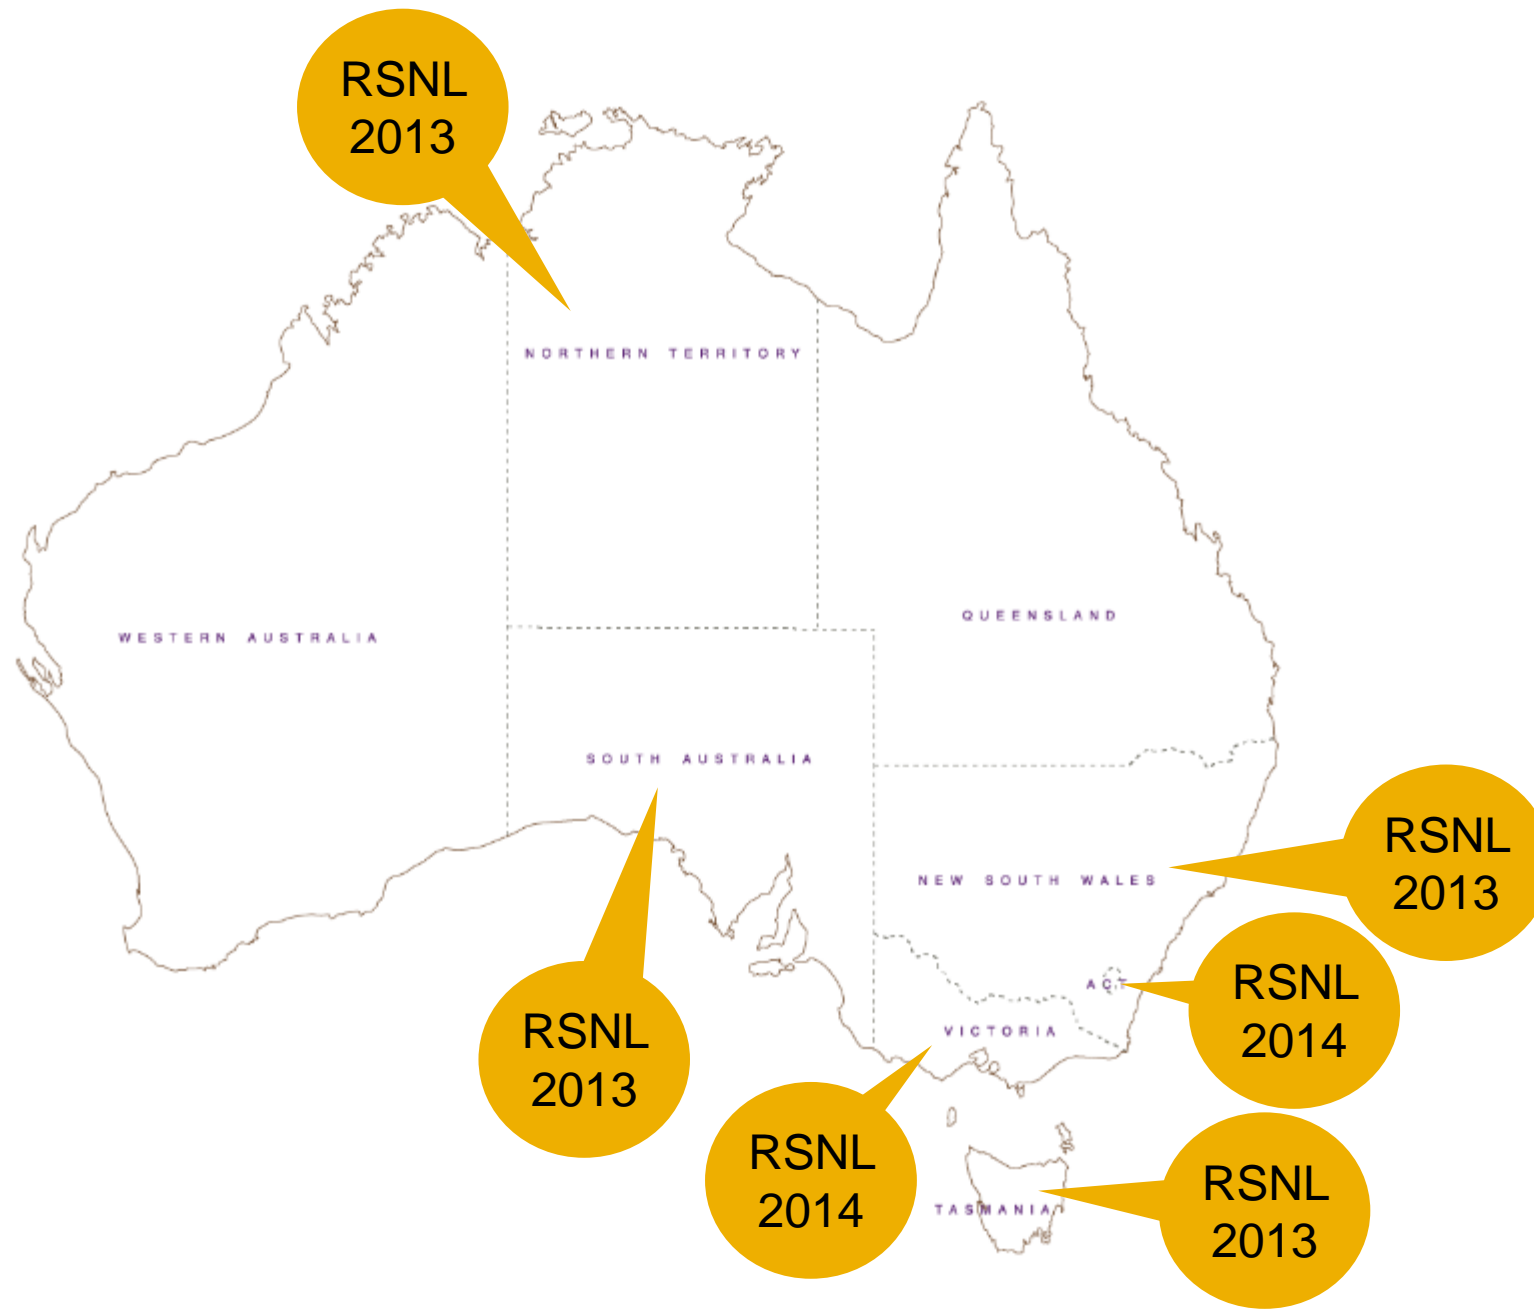 RSNL
2013
NORTHERN TERRITORY
QUEENSLAND
WESTERN AUSTRALIA
SOUTH AUSTRALIA
RSNL
2013
NEW SOUTH WALES
ACT
RSNL
2014
RSNL
2013
VICTORIA
RSNL
2014
RSNL
2013
TASMANIA